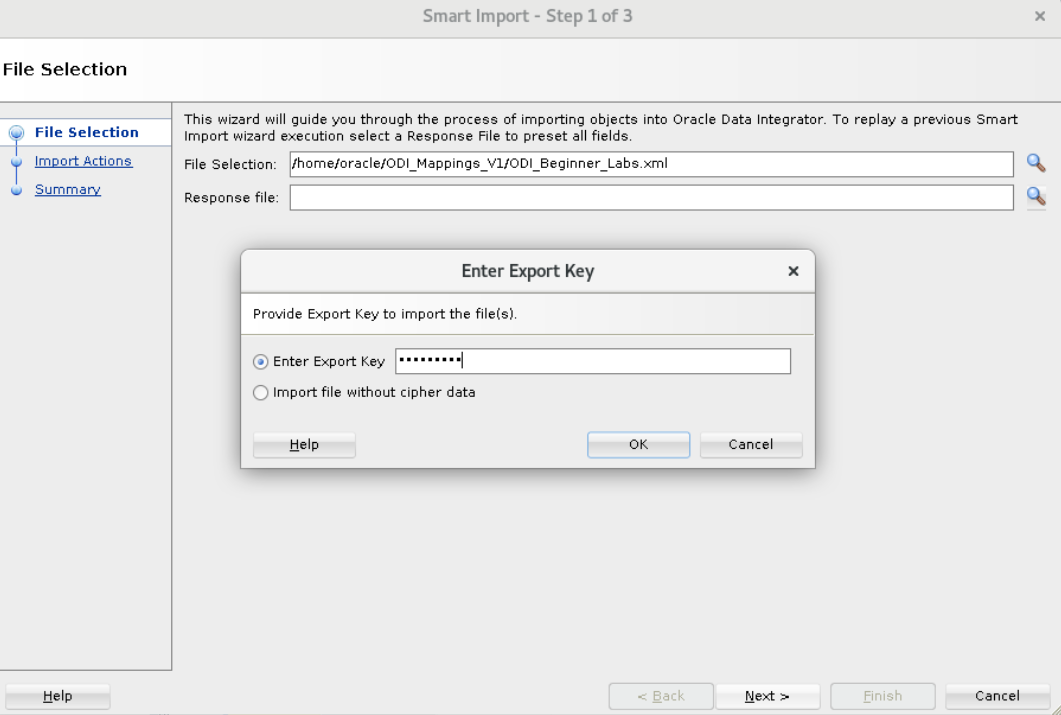 Smart Import - Step 1 of 3
File Selection
File Selection
Import Actions
Summary
This wizard will guide you through the process of importing objects into Oracle Data Integrator. To replay a previous Smart
Import wizard execution select a Response File to preset all fields.
File Selection: /home/oracle/ODI_Mappings_V1/ODI_Beginner_Labs.xml
Response file:
Enter Export Key
Provide Export Key to import the file(s).
Enter Export Key •••••••••
Import file without cipher data
Help OK Cancel
Help < Back Next > Finish Cancel